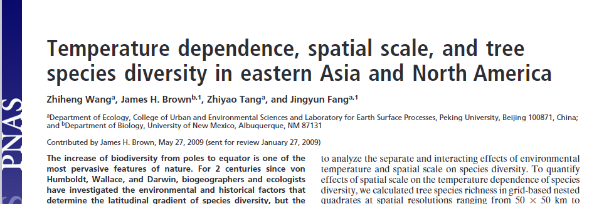 PNAS
Temperature dependence, spatial scale, and tree
species diversity in eastern Asia and North America
Zhiheng Wangª, James H. Brownᵇ,¹, Zhiyao Tangª, and Jingyun Fangª,¹
ªDepartment of Ecology, College of Urban and Environmental Sciences and Laboratory for Earth Surface Processes, Peking University, Beijing 100871, China;
and ᵇDepartment of Biology, University of New Mexico, Albuquerque, NM 87131
Contributed by James H. Brown, May 27, 2009 (sent for review January 27, 2009)
The increase of biodiversity from poles to equator is one of the
most pervasive features of nature. For 2 centuries since von
Humboldt, Wallace, and Darwin, biogeographers and ecologists
have investigated the environmental and historical factors that
determine the latitudinal gradient of species diversity, but the
to analyze the separate and interacting effects of environmental
temperature and spatial scale on species diversity. To quantify
effects of spatial scale on the temperature dependence of species
diversity, we calculated tree species richness in grid-based nested
quadrates at spatial resolutions ranging from 50 × 50 km to